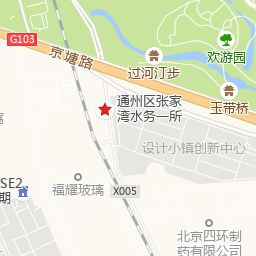 欢游园
G103
京塘路
过河汀步
玉带桥
通州区张家
湾水务一所
设计小镇创新中心
SE2
期
福耀玻璃
X005
北京四环制
药有限公司